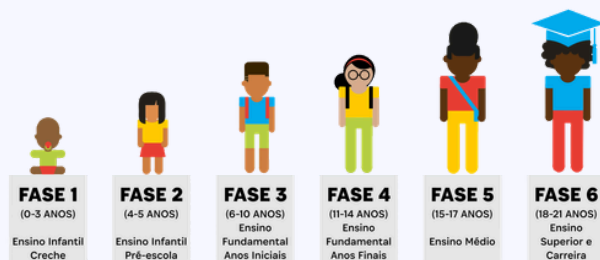 FASE 1
(0-3 ANOS)
Ensino Infantil
Creche
FASE 2
(4-5 ANOS)
Ensino Infantil
Pré-escola
FASE 3
(6-10 ANOS)
Ensino
Fundamental
Anos Iniciais
FASE 4
(11-14 ANOS)
Ensino
Fundamental
Anos Finais
FASE 5
(15-17 ANOS)
Ensino Médio
FASE 6
(18-21 ANOS)
Ensino
Superior e
Carreira